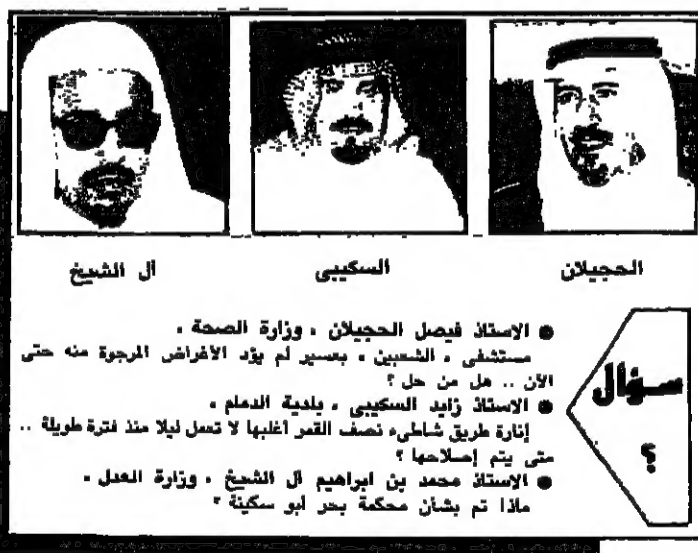 الحجيلان
السكيبى
آل الشيخ
سؤال
؟
● الاستاذ فيصل الحجيلان ، وزارة الصحة ،
مستشفى ، الشعبين ، بعسير لم يؤد الأغراض المرجوة منه حتى
الآن .. هل من حل ؟
● الاستاذ زايد السكيبى ، بلدية الدمام ،
إنارة طريق شاطىء نصف القمر أغلبها لا تعمل ليلا منذ فترة طويلة ..
متى يتم إصلاحها ؟
● الاستاذ محمد بن ابراهيم آل الشيخ ، وزارة العدل ،
ماذا تم بشأن محكمة بحر أبو سكينة ؟